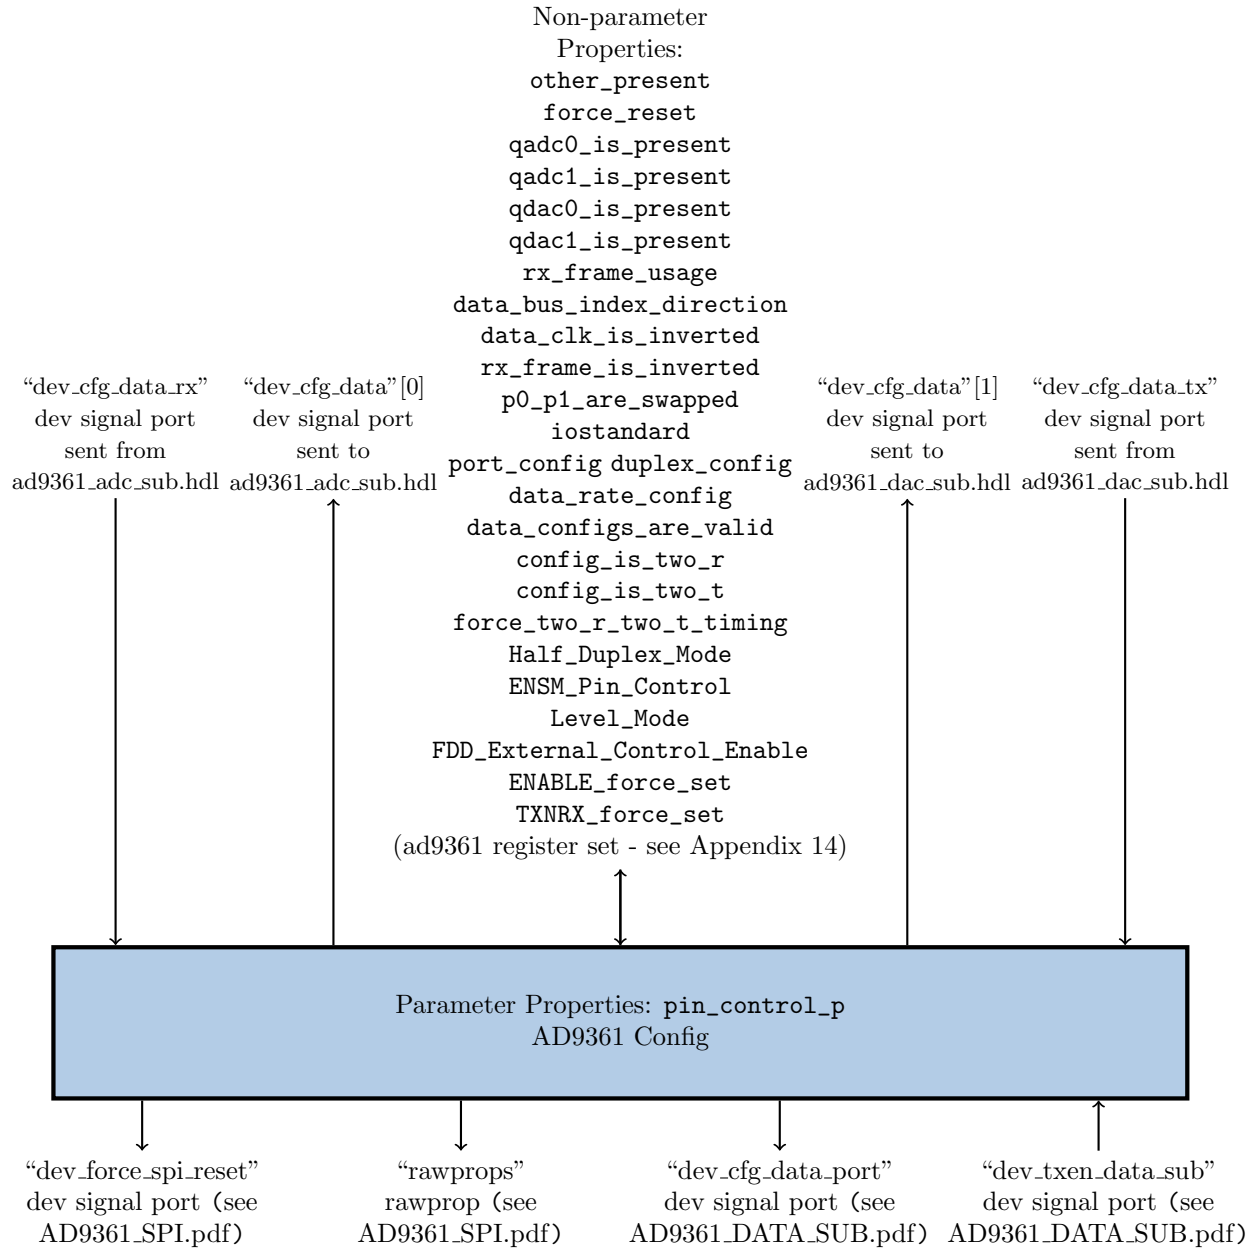 Non-parameter
Properties:
other_present
force_reset
qadc0_is_present
qadc1_is_present
qdac0_is_present
qdac1_is_present
rx_frame_usage
data_bus_index_direction
data_clk_is_inverted
rx_frame_is_inverted
p0_p1_are_swapped
iostandard
port_config duplex_config
data_rate_config
data_configs_are_valid
config_is_two_r
config_is_two_t
force_two_r_two_t_timing
Half_Duplex_Mode
ENSM_Pin_Control
Level_Mode
FDD_External_Control_Enable
ENABLE_force_set
TXNRX_force_set
(ad9361 register set - see Appendix 14)
“dev_cfg_data_rx”
dev signal port
sent from
ad9361_adc_sub.hdl
“dev_cfg_data”[0]
dev signal port
sent to
ad9361_adc_sub.hdl
“dev_cfg_data”[1]
dev signal port
sent to
ad9361_dac_sub.hdl
“dev_cfg_data_tx”
dev signal port
sent from
ad9361_dac_sub.hdl
Parameter Properties: pin_control_p
AD9361 Config
“dev_force_spi_reset”
dev signal port (see
AD9361_SPI.pdf)
“rawprops”
rawprop (see
AD9361_SPI.pdf)
“dev_cfg_data_port”
dev signal port (see
AD9361_DATA_SUB.pdf)
“dev_txen_data_sub”
dev signal port (see
AD9361_DATA_SUB.pdf)